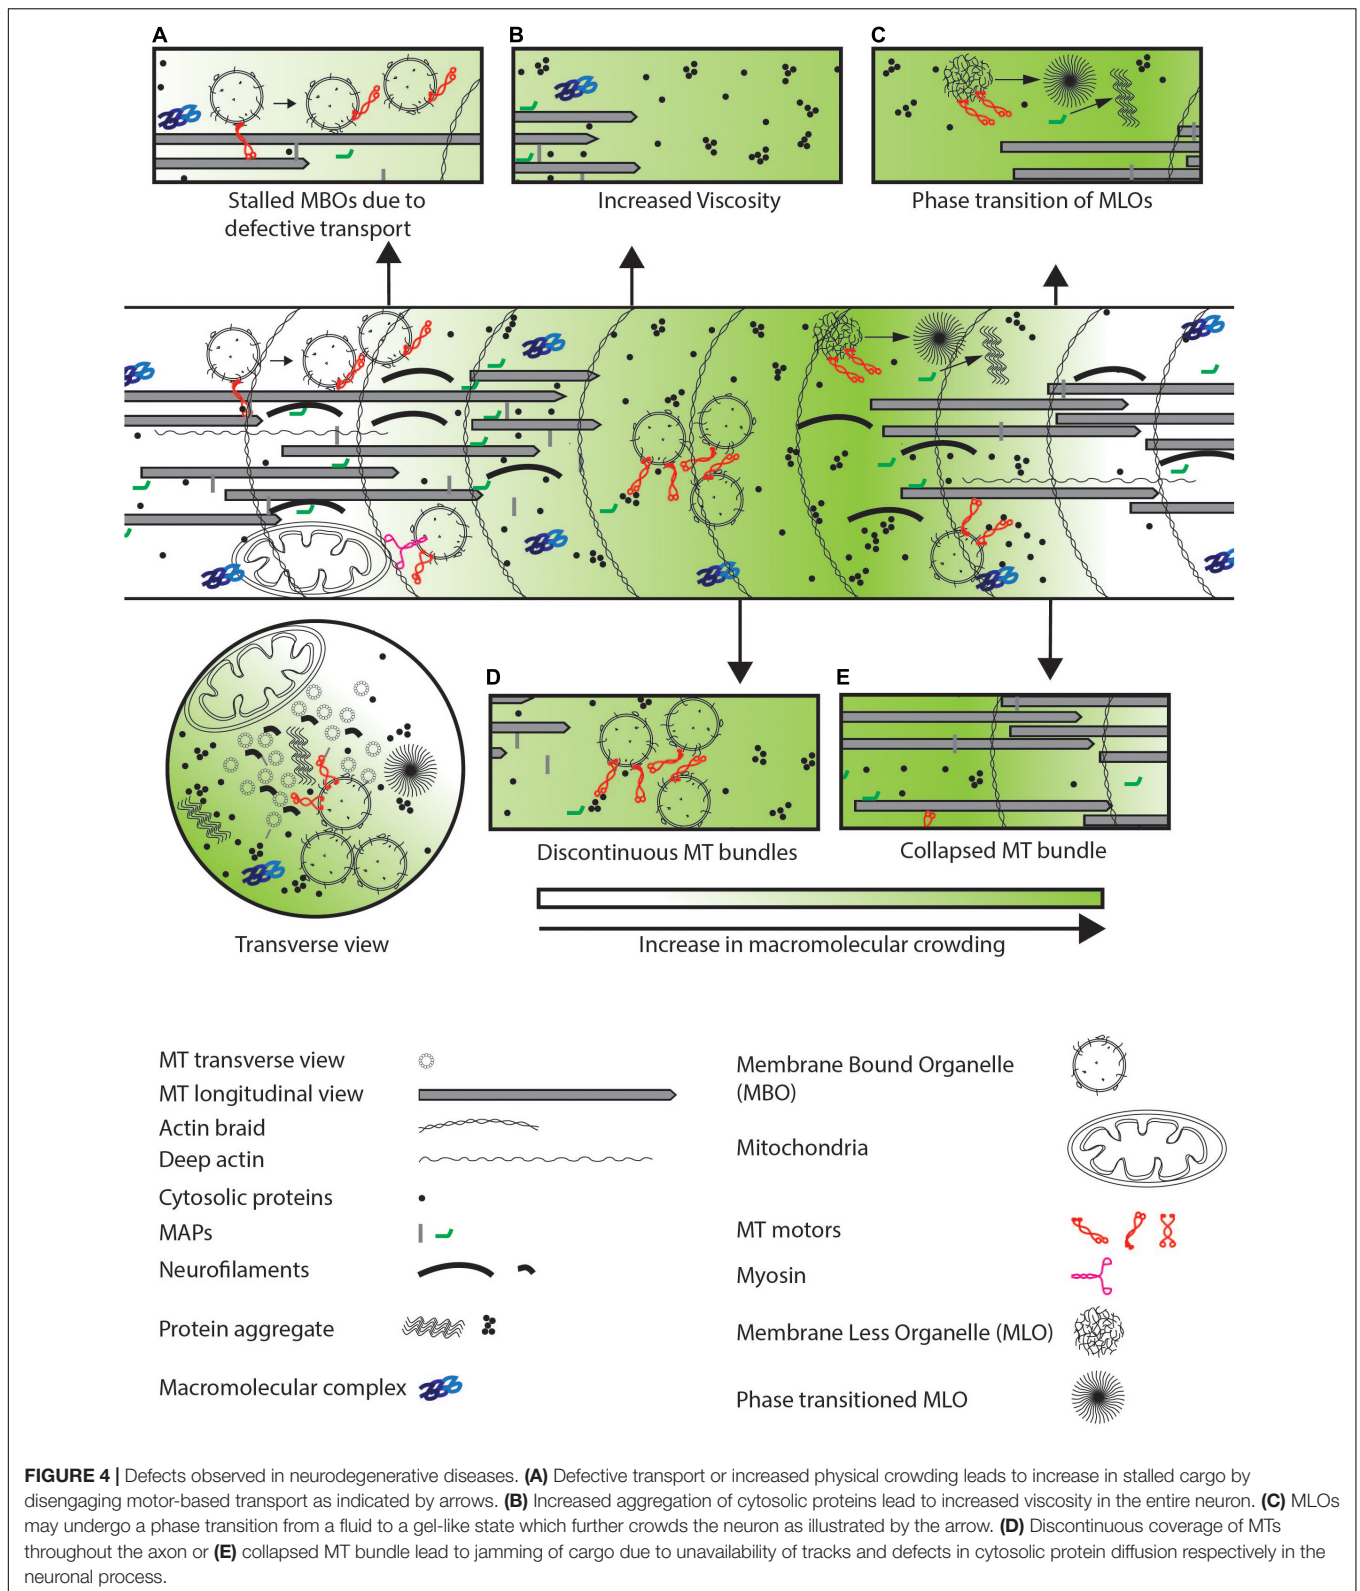 A
B
C
Stalled MBOs due to
defective transport
Increased Viscosity
Phase transition of MLOs
D
E
Discontinuous MT bundles
Collapsed MT bundle
Transverse view
Increase in macromolecular crowding
MT transverse view
MT longitudinal view
Actin braid
Deep actin
Cytosolic proteins
MAPs
Neurofilaments
Protein aggregate
Macromolecular complex
Membrane Bound Organelle
(MBO)
Mitochondria
MT motors
Myosin
Membrane Less Organelle (MLO)
Phase transitioned MLO
FIGURE 4 | Defects observed in neurodegenerative diseases. (A) Defective transport or increased physical crowding leads to increase in stalled cargo by
disengaging motor-based transport as indicated by arrows. (B) Increased aggregation of cytosolic proteins lead to increased viscosity in the entire neuron. (C) MLOs
may undergo a phase transition from a fluid to a gel-like state which further crowds the neuron as illustrated by the arrow. (D) Discontinuous coverage of MTs
throughout the axon or (E) collapsed MT bundle lead to jamming of cargo due to unavailability of tracks and defects in cytosolic protein diffusion respectively in the
neuronal process.